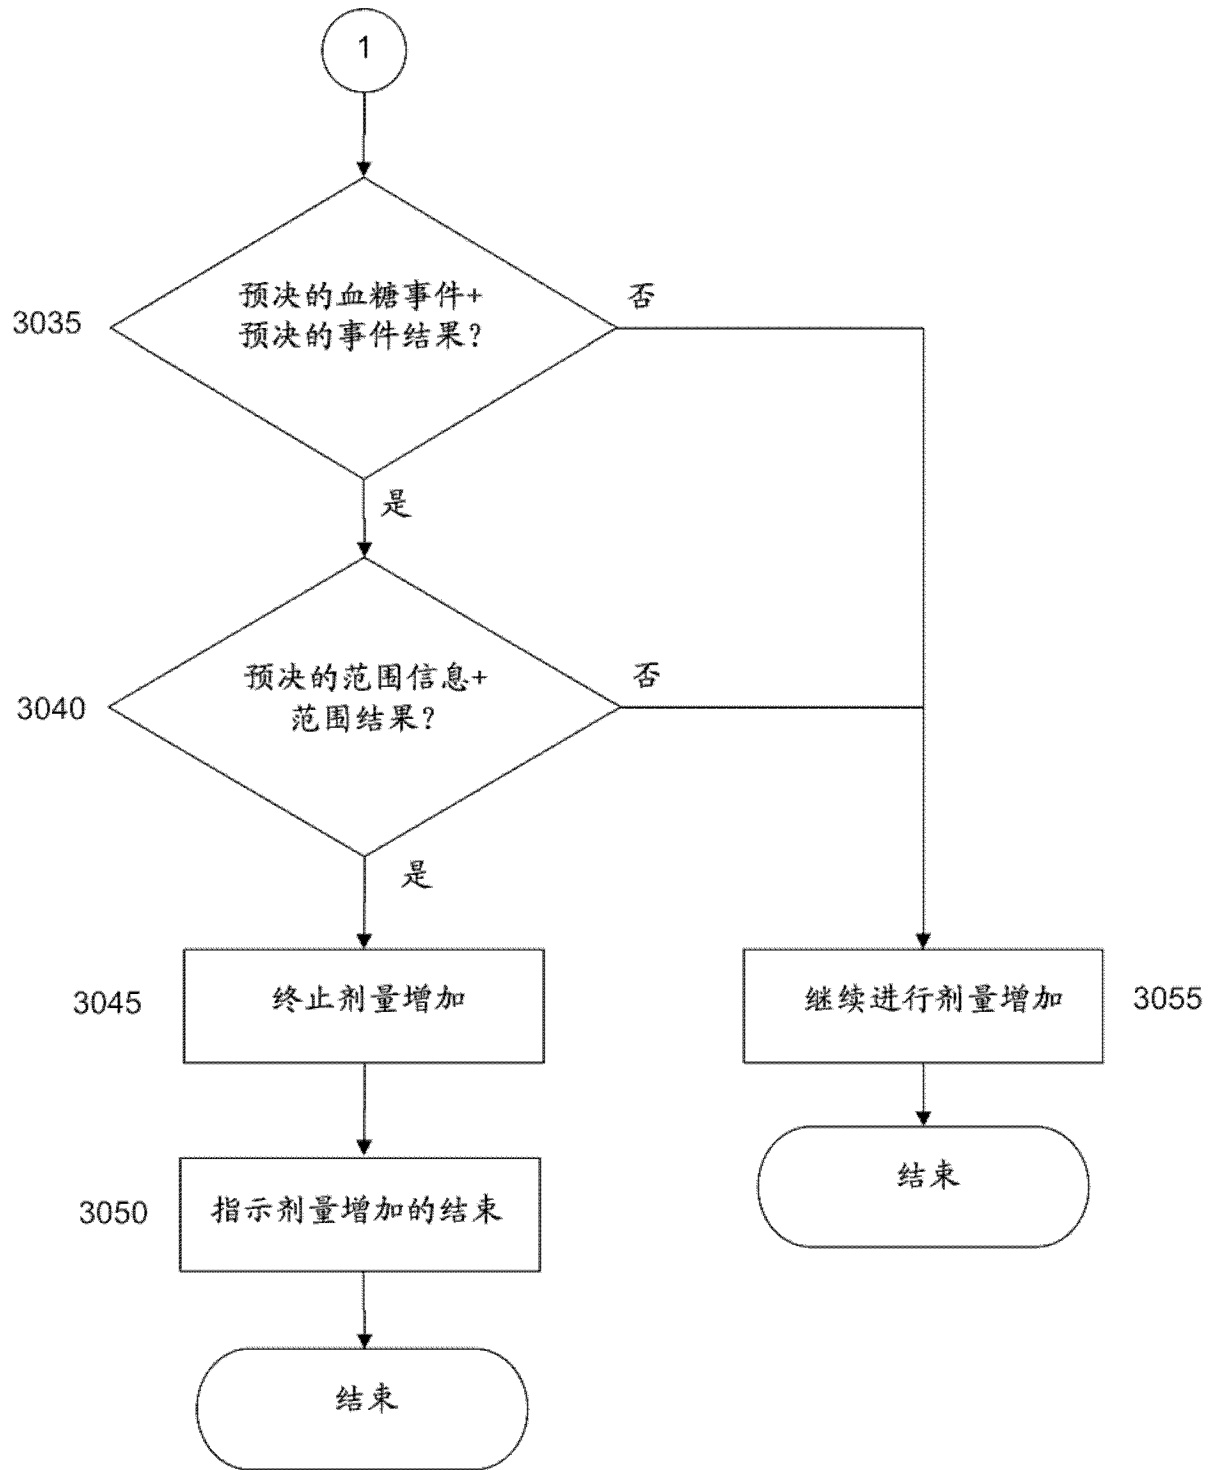 1
预决的血糖事件+
预决的事件结果?
否
3035
是
预决的范围信息+
范围结果?
否
3040
是
终止剂量增加
3045
继续进行剂量增加
3055
指示剂量增加的结束
3050
结束
结束